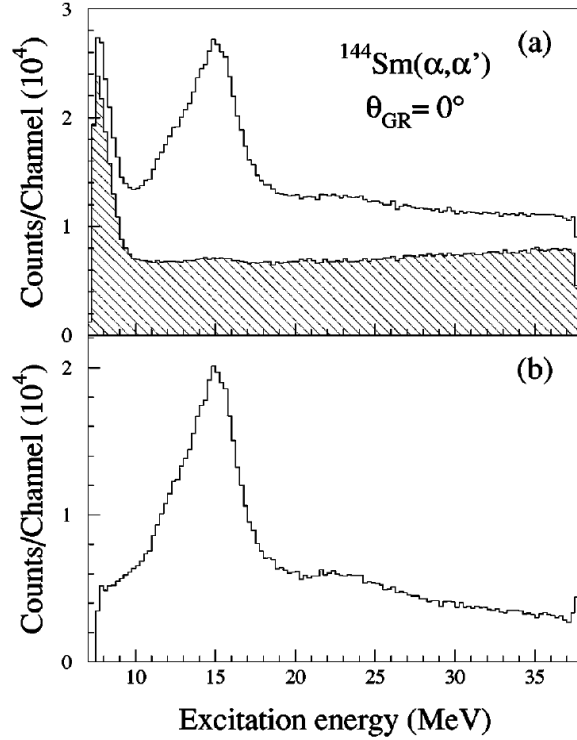 3
(a)
¹⁴⁴Sm(α,α')
θ_GR= 0°
2
1
0
Counts/Channel (10⁴)
(b)
2
1
0
Counts/Channel (10⁴)
10 15 20 25 30 35
Excitation energy (MeV)